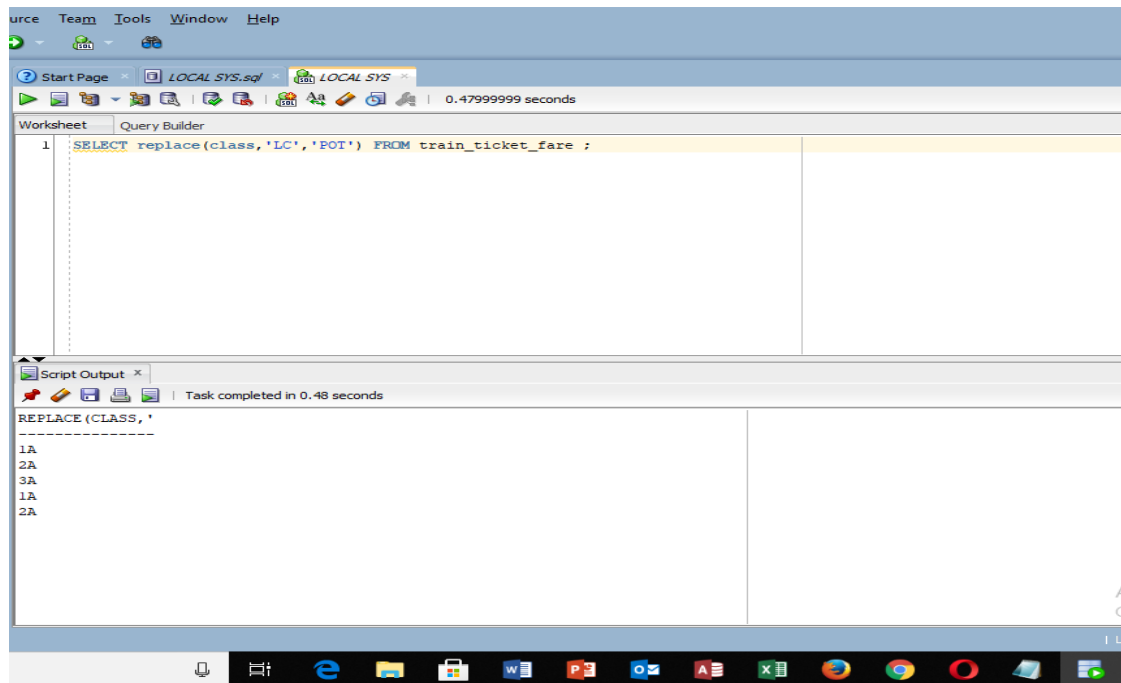 urce Team Tools Window Help
Start Page LOCAL SYS.sql LOCAL SYS
0.47999999 seconds
Worksheet Query Builder
1 SELECT replace(class,'LC','POT') FROM train_ticket_fare ;
Script Output
Task completed in 0.48 seconds
REPLACE(CLASS,'
---------------
1A
2A
3A
1A
2A